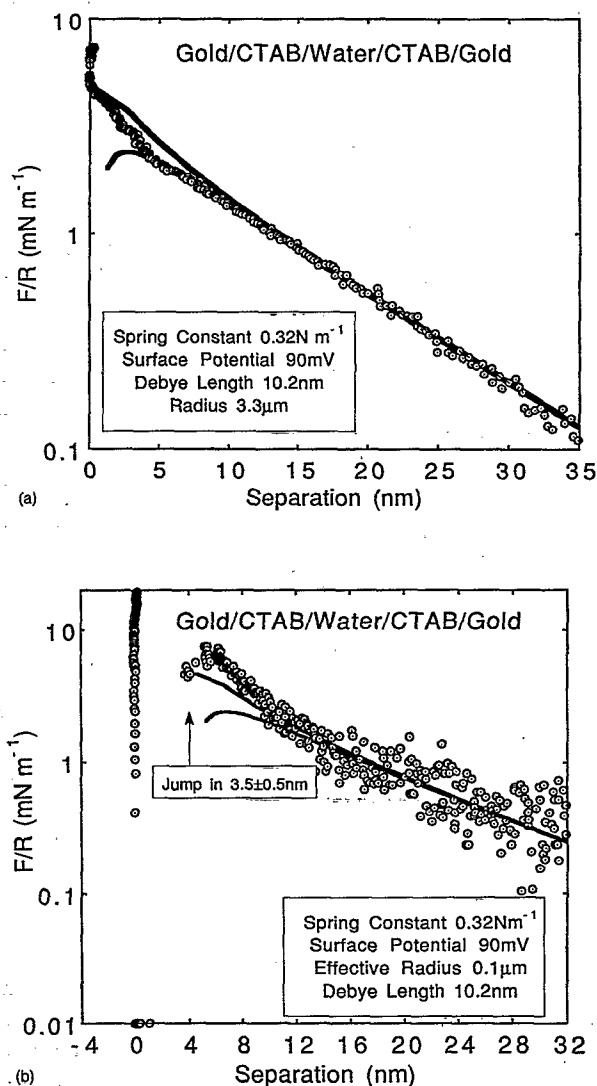 10
Gold/CTAB/Water/CTAB/Gold
1
F/R (mN m-1)
Spring Constant 0.32N m-1
Surface Potential 90mV
Debye Length 10.2nm
Radius 3.3μm
0.1
0 5 10 15 20 25 30 35
(a)
Separation (nm)
Gold/CTAB/Water/CTAB/Gold
10
1
Jump in 3.5±0.5nm
F/R (mN m-1)
0.1
Spring Constant 0.32Nm-1
Surface Potential 90mV
Effective Radius 0.1μm
Debye Length 10.2nm
0.01
-4 0 4 8 12 16 20 24 28 32
(b)
Separation (nm)